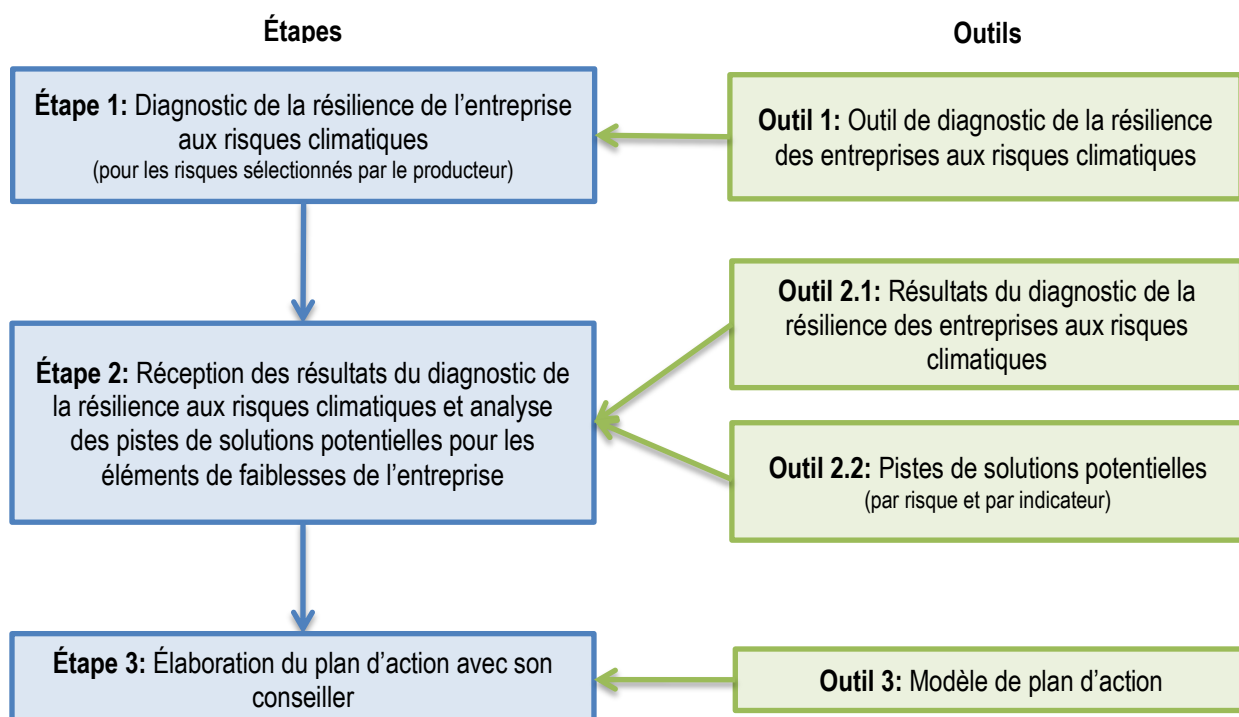 Étapes
Outils
Étape 1: Diagnostic de la résilience de l'entreprise
aux risques climatiques
(pour les risques sélectionnés par le producteur)
Outil 1: Outil de diagnostic de la résilience
des entreprises aux risques climatiques
Outil 2.1: Résultats du diagnostic de la
résilience des entreprises aux risques
climatiques
Étape 2: Réception des résultats du diagnostic de
la résilience aux risques climatiques et analyse
des pistes de solutions potentielles pour les
éléments de faiblesses de l'entreprise
Outil 2.2: Pistes de solutions potentielles
(par risque et par indicateur)
Étape 3: Élaboration du plan d'action avec son
conseiller
Outil 3: Modèle de plan d'action